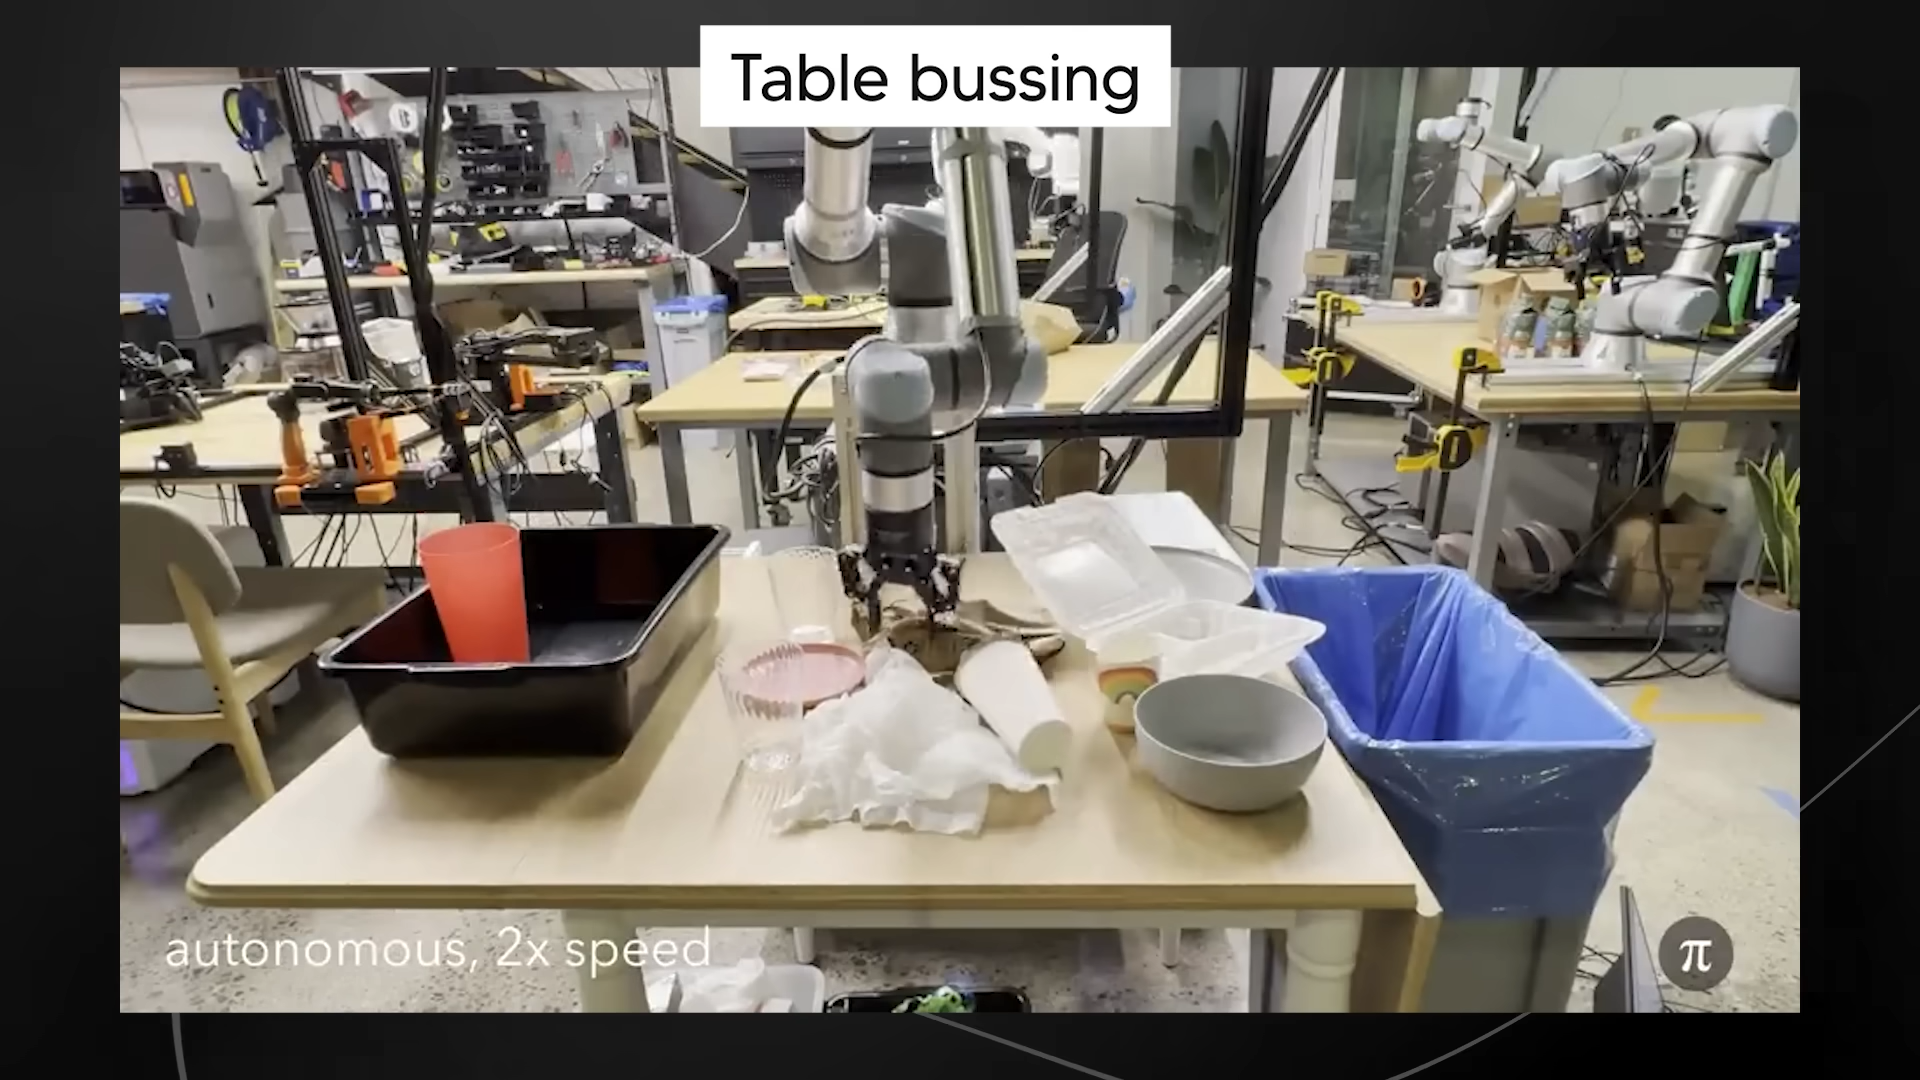 Table bussing
autonomous, 2x speed
π